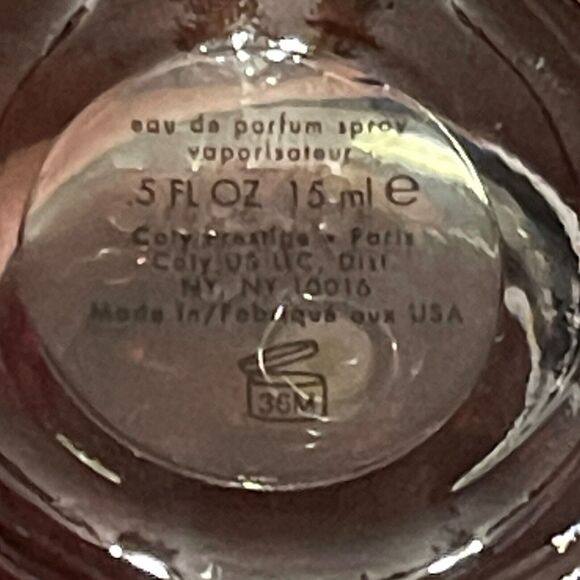 eau de parfum spray
vaporisateur
.5 FL OZ 15 ml e
Coty Prestige • Paris
Coty US LLC, Dist.
NY, NY 10016
Made in/Fabriqué aux USA
36M